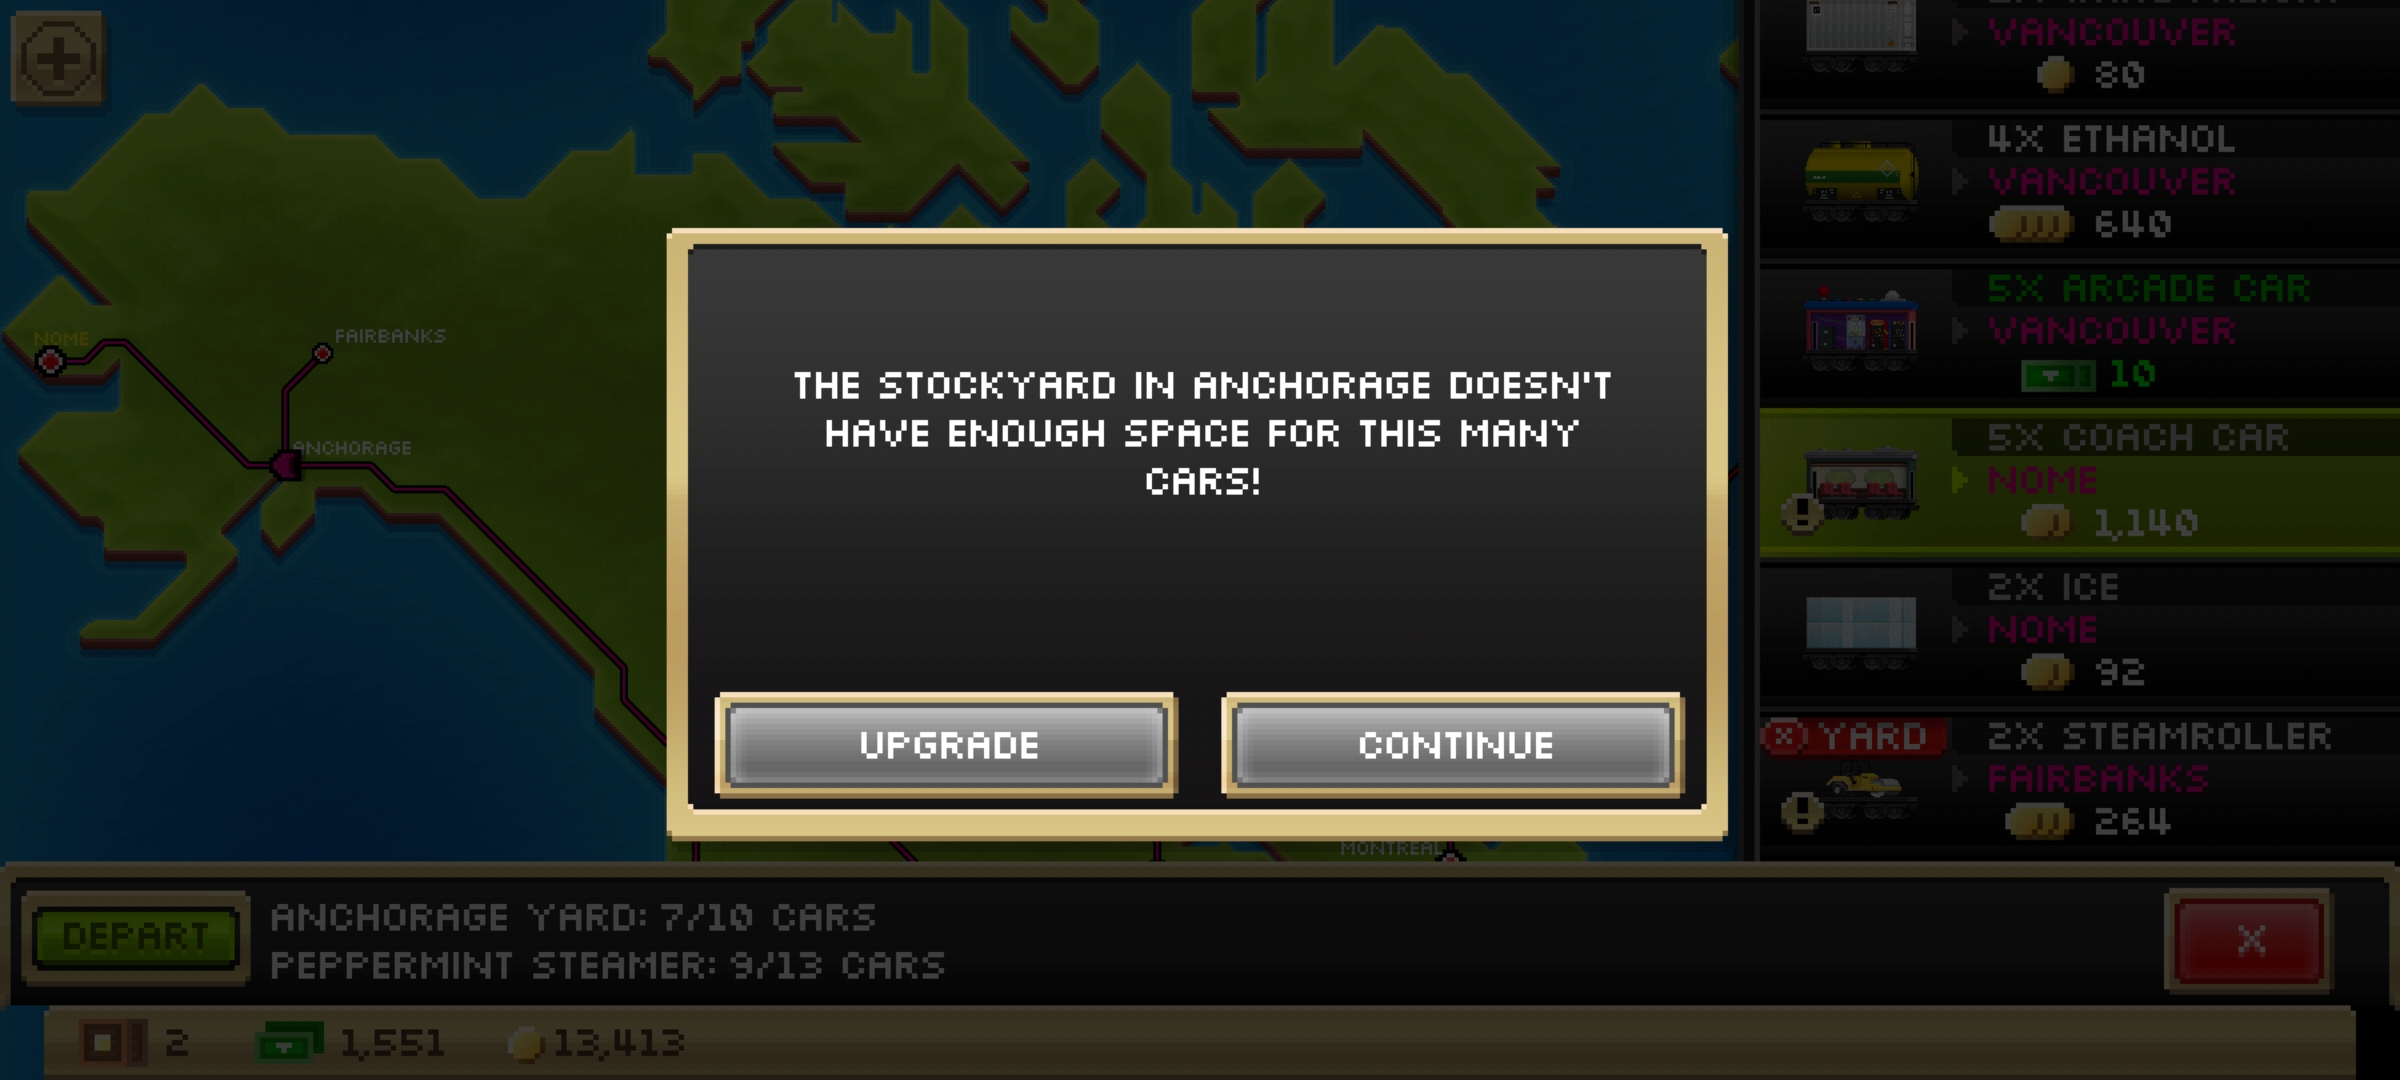 VANCOUVER
80
4X ETHANOL
VANCOUVER
640
5X ARCADE CAR
VANCOUVER
10
5X COACH CAR
NOME
1,140
2X ICE
NOME
92
YARD
2X STEAMROLLER
FAIRBANKS
264
NOME
FAIRBANKS
ANCHORAGE
THE STOCKYARD IN ANCHORAGE DOESN'T
HAVE ENOUGH SPACE FOR THIS MANY
CARS!
UPGRADE
CONTINUE
MONTREAL
DEPART
ANCHORAGE YARD: 7/10 CARS
PEPPERMINT STEAMER: 9/13 CARS
X
2
1,551
13,413